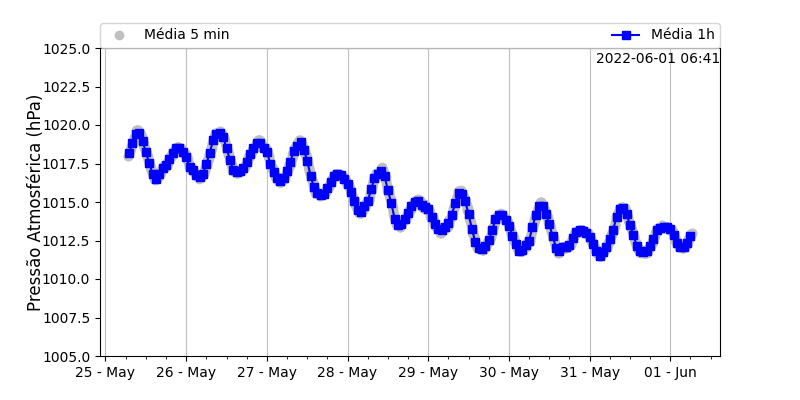 Média 5 min
Média 1h
2022-06-01 06:41
Pressão Atmosférica (hPa)
1025.0
1022.5
1020.0
1017.5
1015.0
1012.5
1010.0
1007.5
1005.0
25 - May
26 - May
27 - May
28 - May
29 - May
30 - May
31 - May
01 - Jun